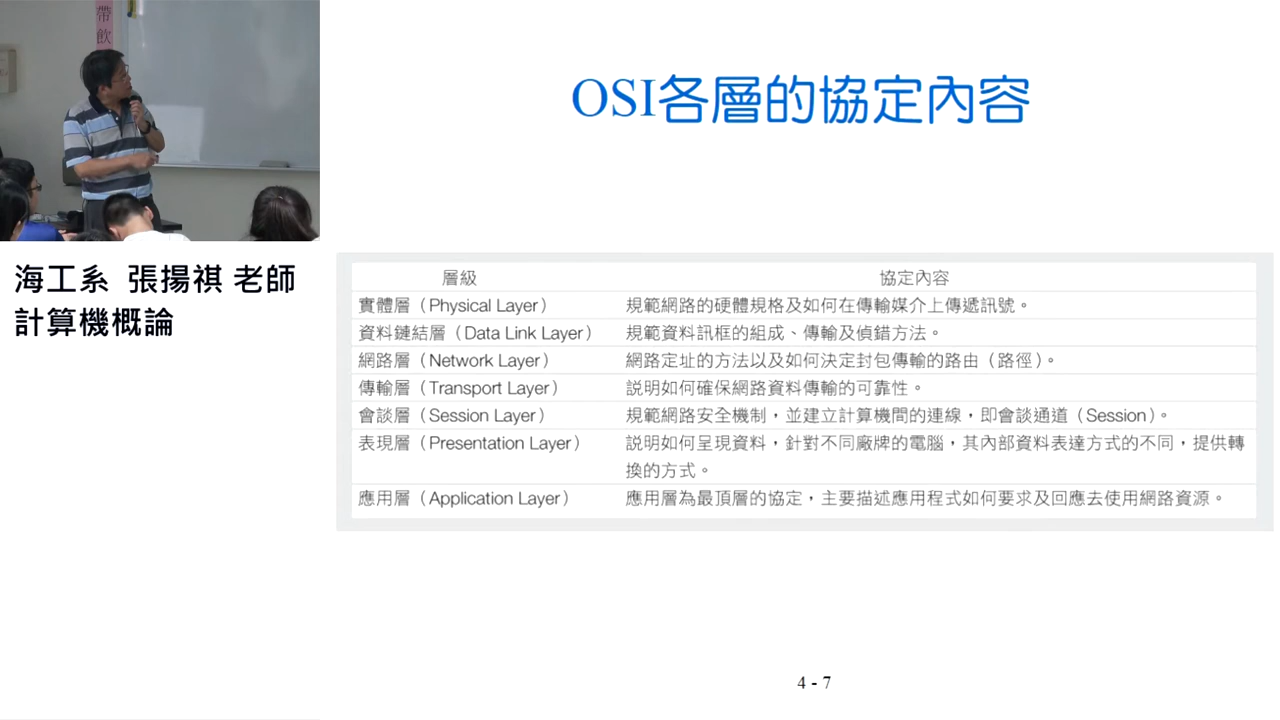 帶飲
OSI各層的協定內容
海工系 張揚祺 老師
計算機概論
層級 協定內容
實體層（Physical Layer） 規範網路的硬體規格及如何在傳輸媒介上傳遞訊號。
資料鏈結層（Data Link Layer） 規範資料訊框的組成、傳輸及偵錯方法。
網路層（Network Layer） 網路定址的方法以及如何決定封包傳輸的路由（路徑）。
傳輸層（Transport Layer） 說明如何確保網路資料傳輸的可靠性。
會談層（Session Layer） 規範網路安全機制，並建立計算機間的連線，即會談通道（Session）。
表現層（Presentation Layer） 說明如何呈現資料，針對不同廠牌的電腦，其內部資料表達方式的不同，提供轉
換的方式。
應用層（Application Layer） 應用層為最頂層的協定，主要描述應用程式如何要求及回應去使用網路資源。
4 - 7